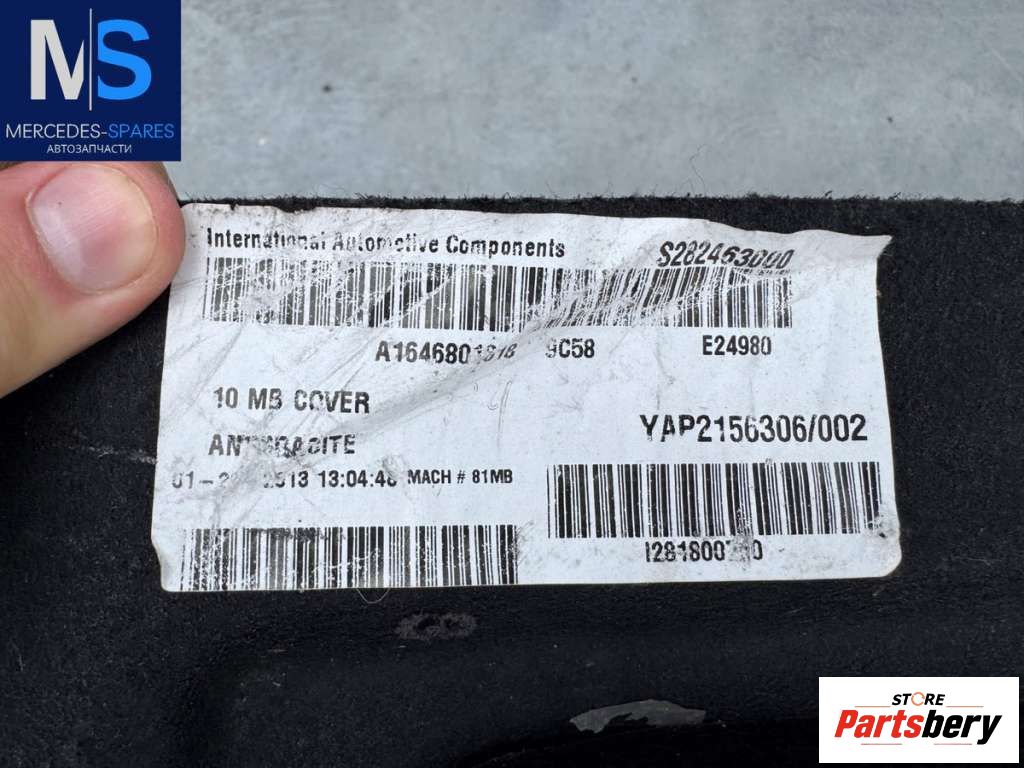 MS
MERCEDES-SPARES
АВТОЗАПЧАСТИ
International Automotive Components
S282463000
9C58 E24980
10 MB COVER
YAP2156306/002
13:04:48 MACH # 81MB
STORE
Partsbery